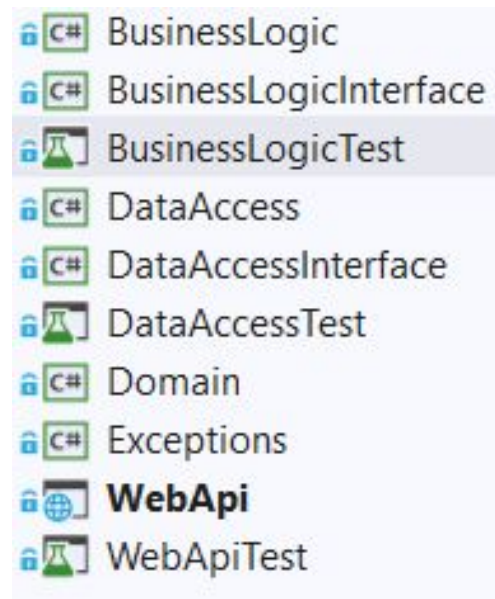 C# BusinessLogic
C# BusinessLogicInterface
BusinessLogicTest
C# DataAccess
C# DataAccessInterface
DataAccessTest
C# Domain
C# Exceptions
WebApi
WebApiTest